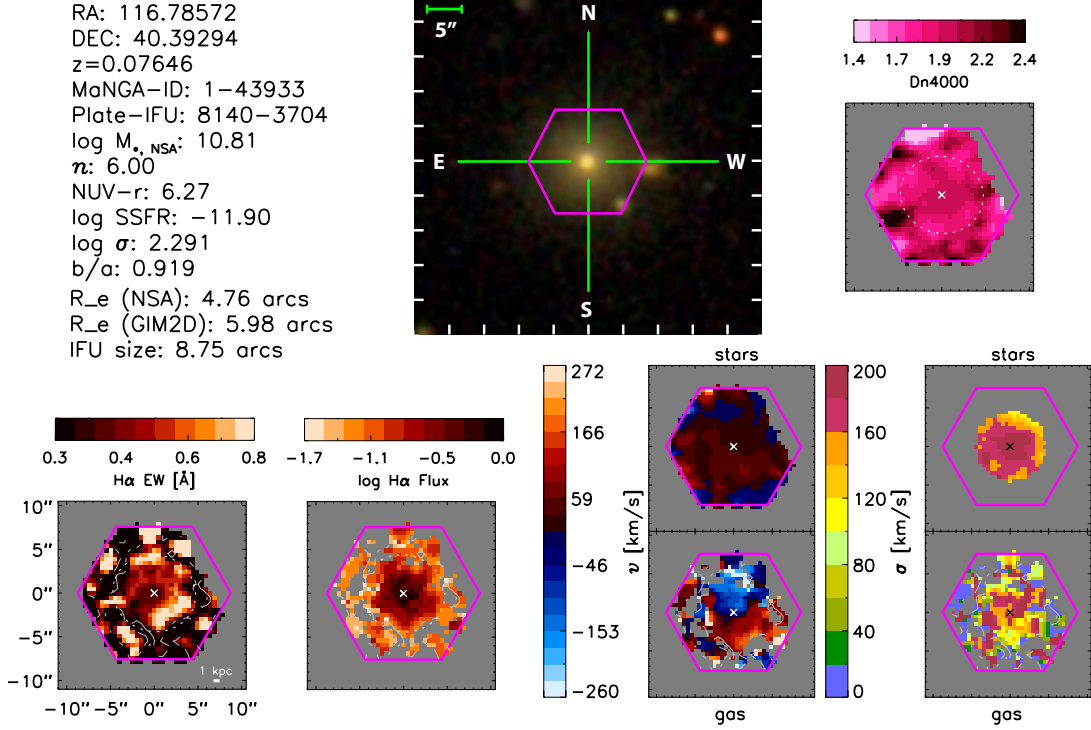 RA: 116.78572
DEC: 40.39294
z=0.07646
MaNGA-ID: 1-43933
Plate-IFU: 8140-3704
log M*, NSA: 10.81
n: 6.00
NUV-r: 6.27
log SSFR: -11.90
log σ: 2.291
b/a: 0.919
R_e (NSA): 4.76 arcs
R_e (GIM2D): 5.98 arcs
IFU size: 8.75 arcs
5"
N
E
W
S
1.4 1.7 1.9 2.2 2.4
Dn4000
0.3 0.4 0.5 0.7 0.8
Hα EW [Å]
-1.7 -1.1 -0.6 0.0
log Hα Flux
10"
5"
0"
-5"
-10"
-10" -5" 0" 5" 10"
1 kpc
272
166
59
-46
-153
-260
v [km/s]
stars
gas
200
160
120
80
40
0
σ [km/s]
stars
gas